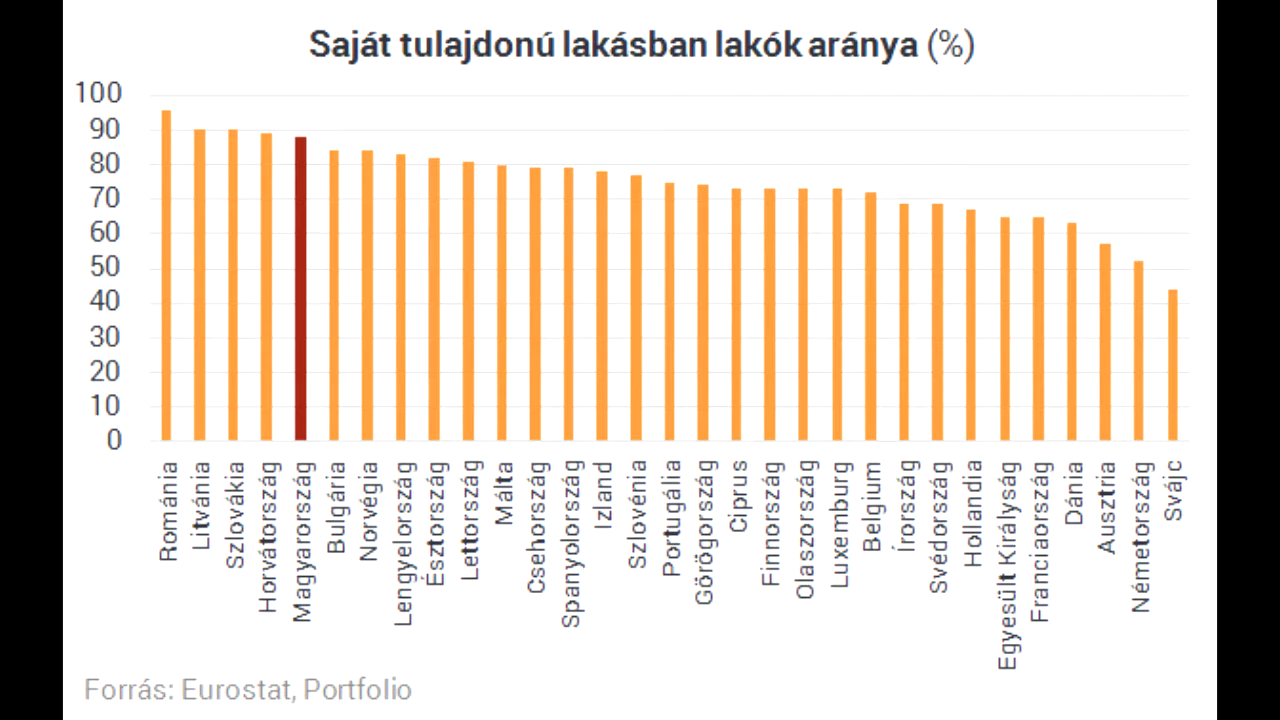 Saját tulajdonú lakásban lakók aránya (%)
100
90
80
70
60
50
40
30
20
10
0
Románia
Litvánia
Szlovákia
Horvátország
Magyarország
Bulgária
Norvégia
Lengyelország
Észtország
Lettország
Málta
Csehország
Spanyolország
Izland
Szlovénia
Portugália
Görögország
Ciprus
Finnország
Olaszország
Luxemburg
Belgium
Írország
Svédország
Hollandia
Egyesült Királyság
Franciaország
Dánia
Ausztria
Németország
Svájc
Forrás: Eurostat, Portfolio